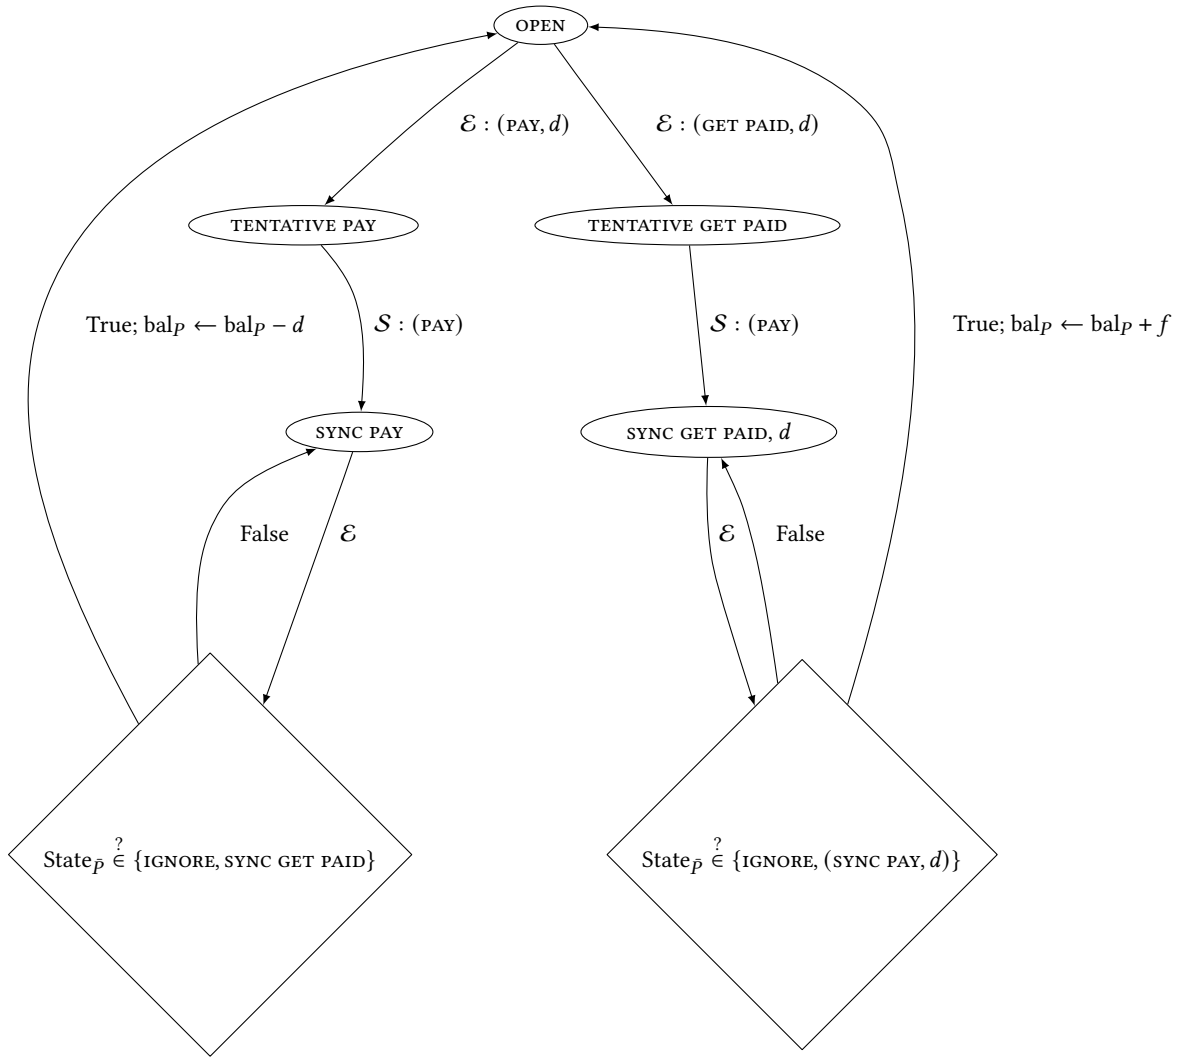 OPEN
ℰ : (PAY, d)
ℰ : (GET PAID, d)
TENTATIVE PAY
TENTATIVE GET PAID
True; bal_P ← bal_P − d
𝒮 : (PAY)
𝒮 : (PAY)
True; bal_P ← bal_P + f
SYNC PAY
SYNC GET PAID, d
False
ℰ
ℰ
False
State_P̄ ∈? {IGNORE, SYNC GET PAID}
State_P̄ ∈? {IGNORE, (SYNC PAY, d)}